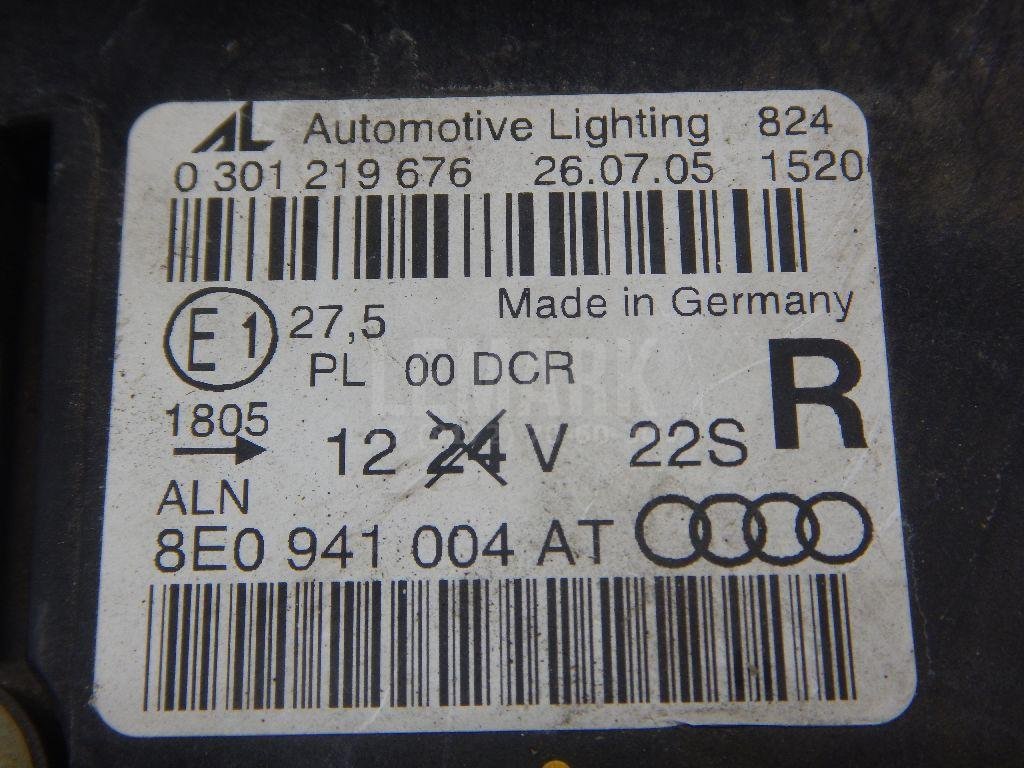 AL Automotive Lighting 824
0 301 219 676 26.07.05 1520
Made in Germany
E1 27,5
PL 00 DCR
R
1805
12 24 V 22S
ALN
8E0 941 004 AT
LEMARK